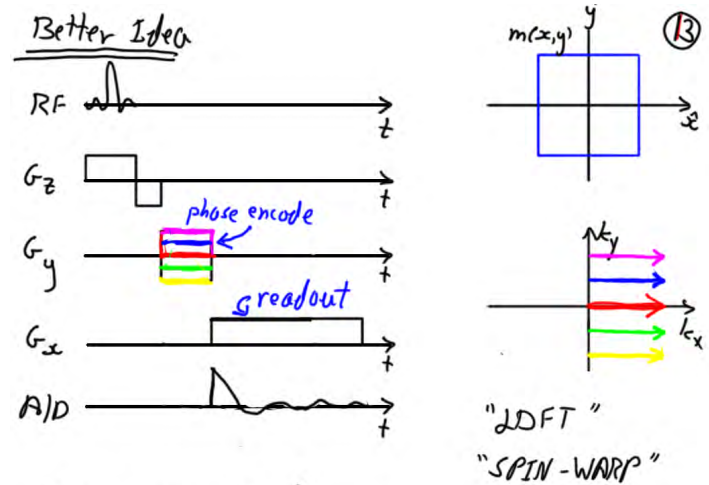 Better Idea
13
m(x,y)
y
x̂
RF
t
Gz
t
phase encode
Gy
t
ky
kx
readout
Gx
t
A/D
t
"2DFT"
"SPIN-WARP"